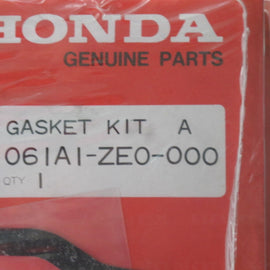 HONDA
GENUINE PARTS
GASKET KIT A
061A1-ZE0-000
QTY 1